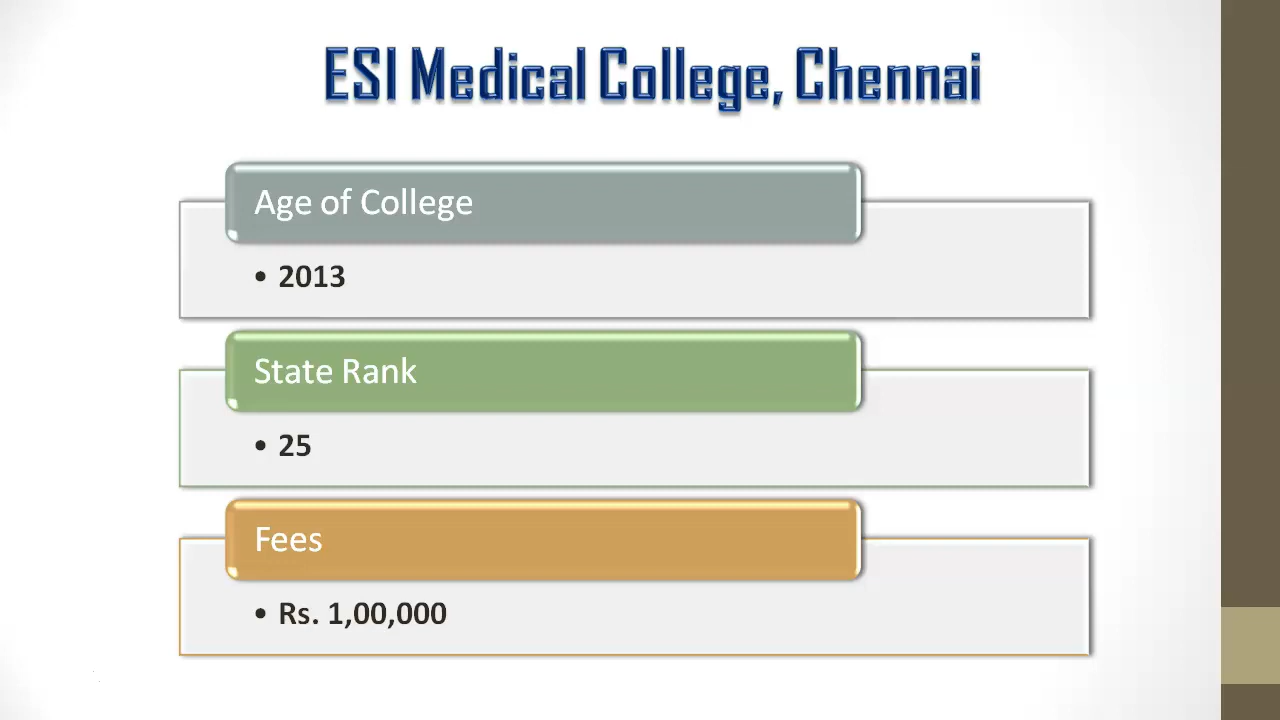 ESI Medical College, Chennai
Age of College
• 2013
State Rank
• 25
Fees
• Rs. 1,00,000